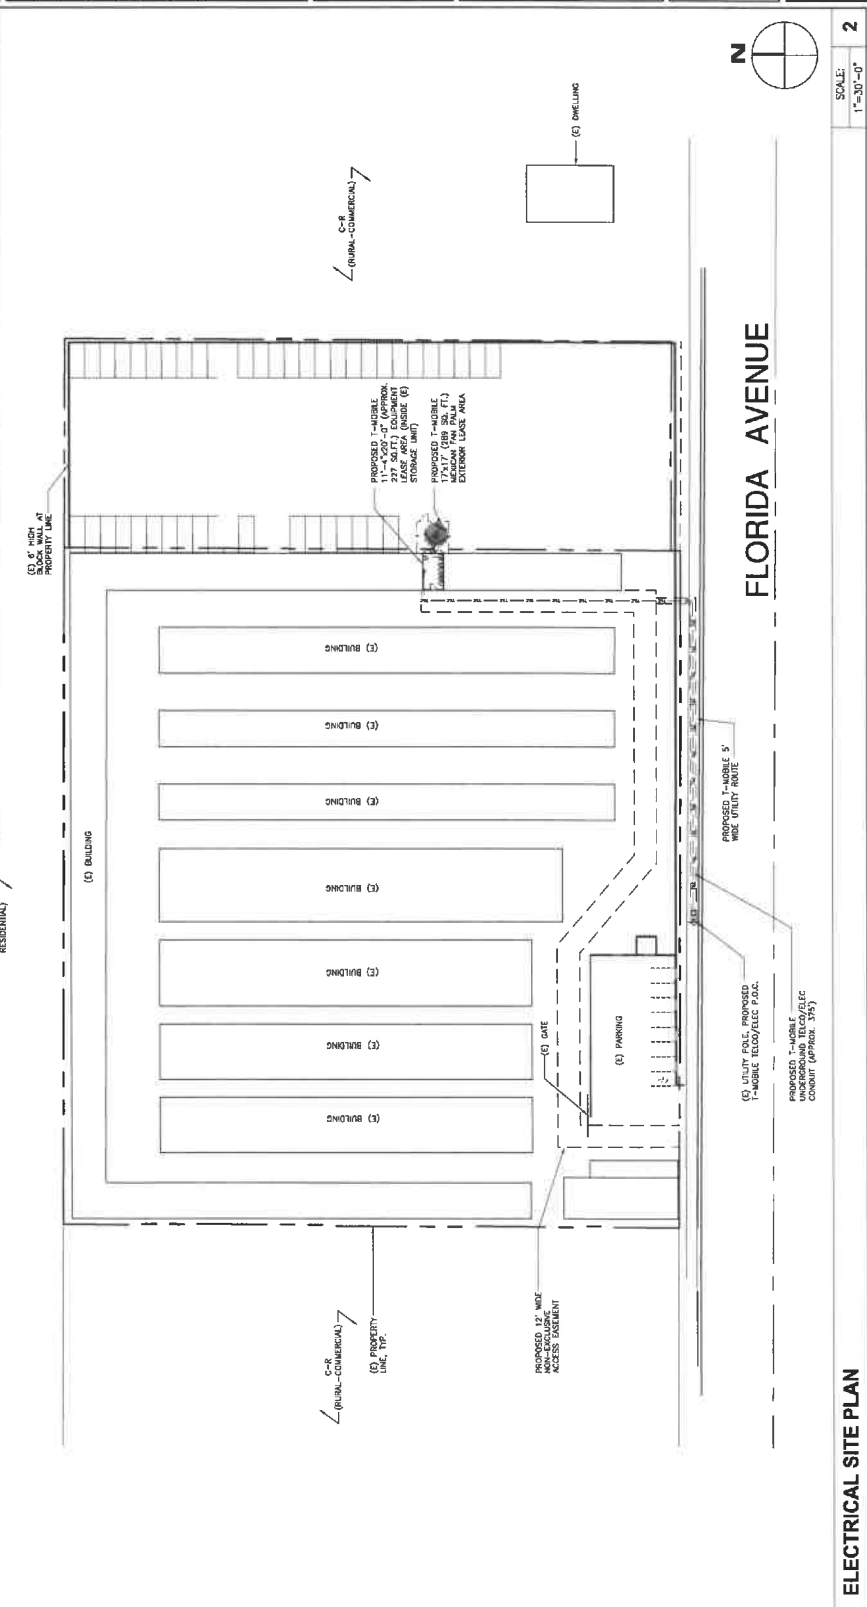 RESIDENTIAL)
(E) 6' HIGH
BLOCK WALL AT
PROPERTY LINE
(E) BUILDING
C-R
(RURAL-COMMERCIAL)
(E) DWELLING
N
PROPOSED T-MOBILE
11'-4"x20'-0" (APPROX.
227 SQ.FT.) EQUIPMENT
LEASE AREA (INSIDE (E)
STORAGE UNIT)
PROPOSED T-MOBILE
17'x17' (289 SQ. FT.)
MEXICAN FAN PALM
EXTERIOR LEASE AREA
(E) BUILDING
(E) BUILDING
(E) BUILDING
(E) BUILDING
(E) BUILDING
(E) BUILDING
(E) BUILDING
C-R
(RURAL-COMMERCIAL)
(E) PROPERTY
LINE, TYP.
PROPOSED 12' WIDE
NON-EXCLUSIVE
ACCESS EASEMENT
(E) GATE
(E) PARKING
(E) UTILITY POLE, PROPOSED
T-MOBILE TELCO/ELEC P.O.C.
PROPOSED T-MOBILE
UNDERGROUND TELCO/ELEC
CONDUIT (APPROX. 375')
PROPOSED T-MOBILE 5'
WIDE UTILITY ROUTE
FLORIDA AVENUE
ELECTRICAL SITE PLAN
SCALE:
1"=30'-0"
2